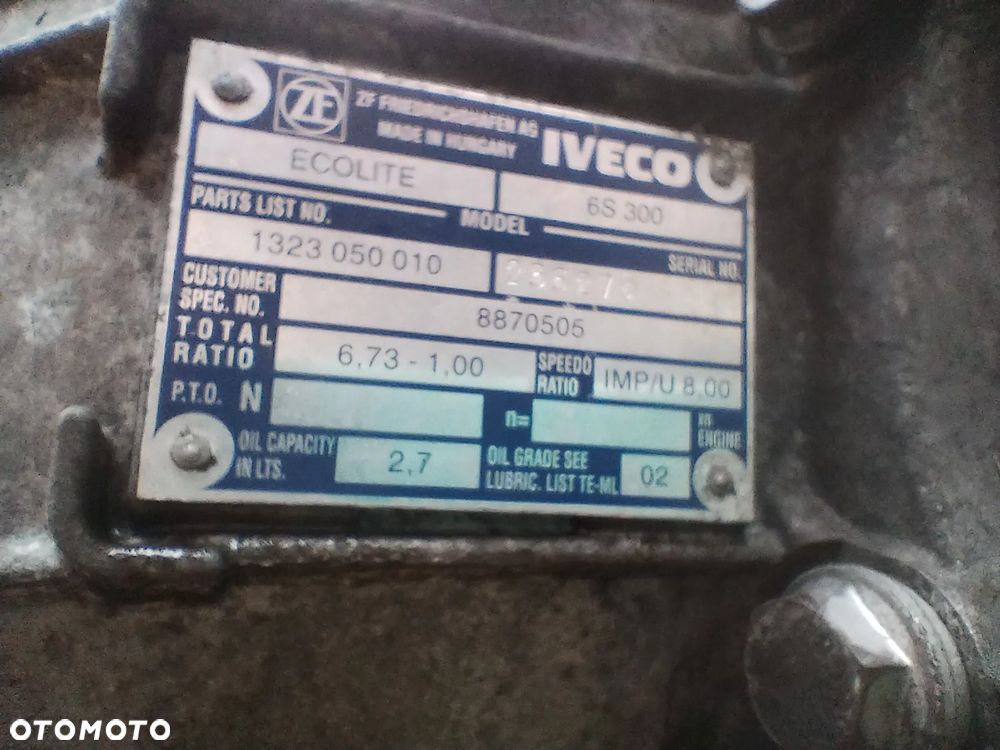 ZF
ZF FRIEDRICHSHAFEN AG
MADE IN HUNGARY
IVECO
ECOLITE
6S 300
PARTS LIST NO.
MODEL
SERIAL NO.
1323 050 010
CUSTOMER
SPEC. NO.
8870505
TOTAL
RATIO
6,73 - 1,00
SPEEDO
RATIO
IMP/U 8,00
P.T.O. N
n=
ENGINE
OIL CAPACITY
IN LTS.
2,7
OIL GRADE SEE
LUBRIC. LIST TE-ML
02
OTOMOTO